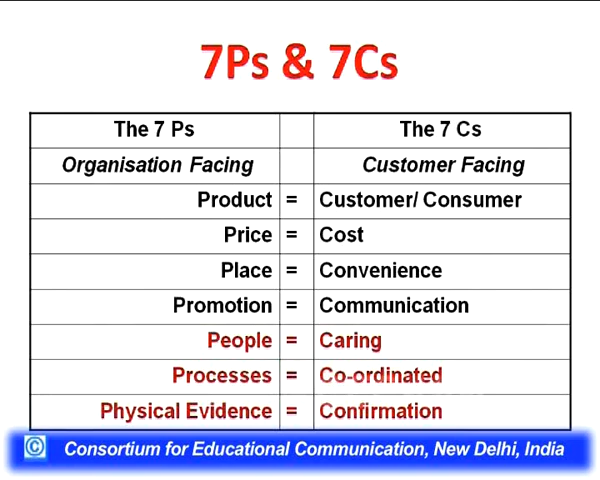 7Ps & 7Cs
The 7 Ps The 7 Cs
Organisation Facing Customer Facing
Product = Customer/ Consumer
Price = Cost
Place = Convenience
Promotion = Communication
People = Caring
Processes = Co-ordinated
Physical Evidence = Confirmation
© Consortium for Educational Communication, New Delhi, India